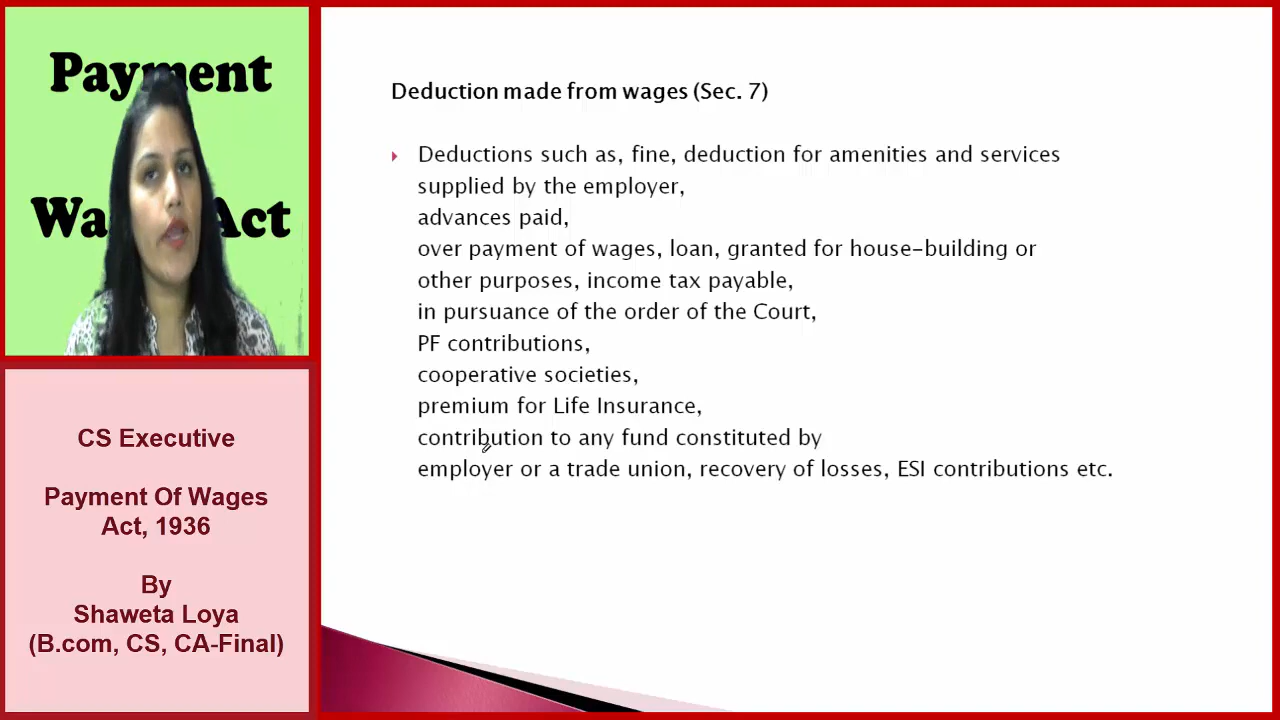 Payment
Wa Act
CS Executive
Payment Of Wages
Act, 1936
By
Shaweta Loya
(B.com, CS, CA-Final)
Deduction made from wages (Sec. 7)
Deductions such as, fine, deduction for amenities and services
supplied by the employer,
advances paid,
over payment of wages, loan, granted for house-building or
other purposes, income tax payable,
in pursuance of the order of the Court,
PF contributions,
cooperative societies,
premium for Life Insurance,
contribution to any fund constituted by
employer or a trade union, recovery of losses, ESI contributions etc.